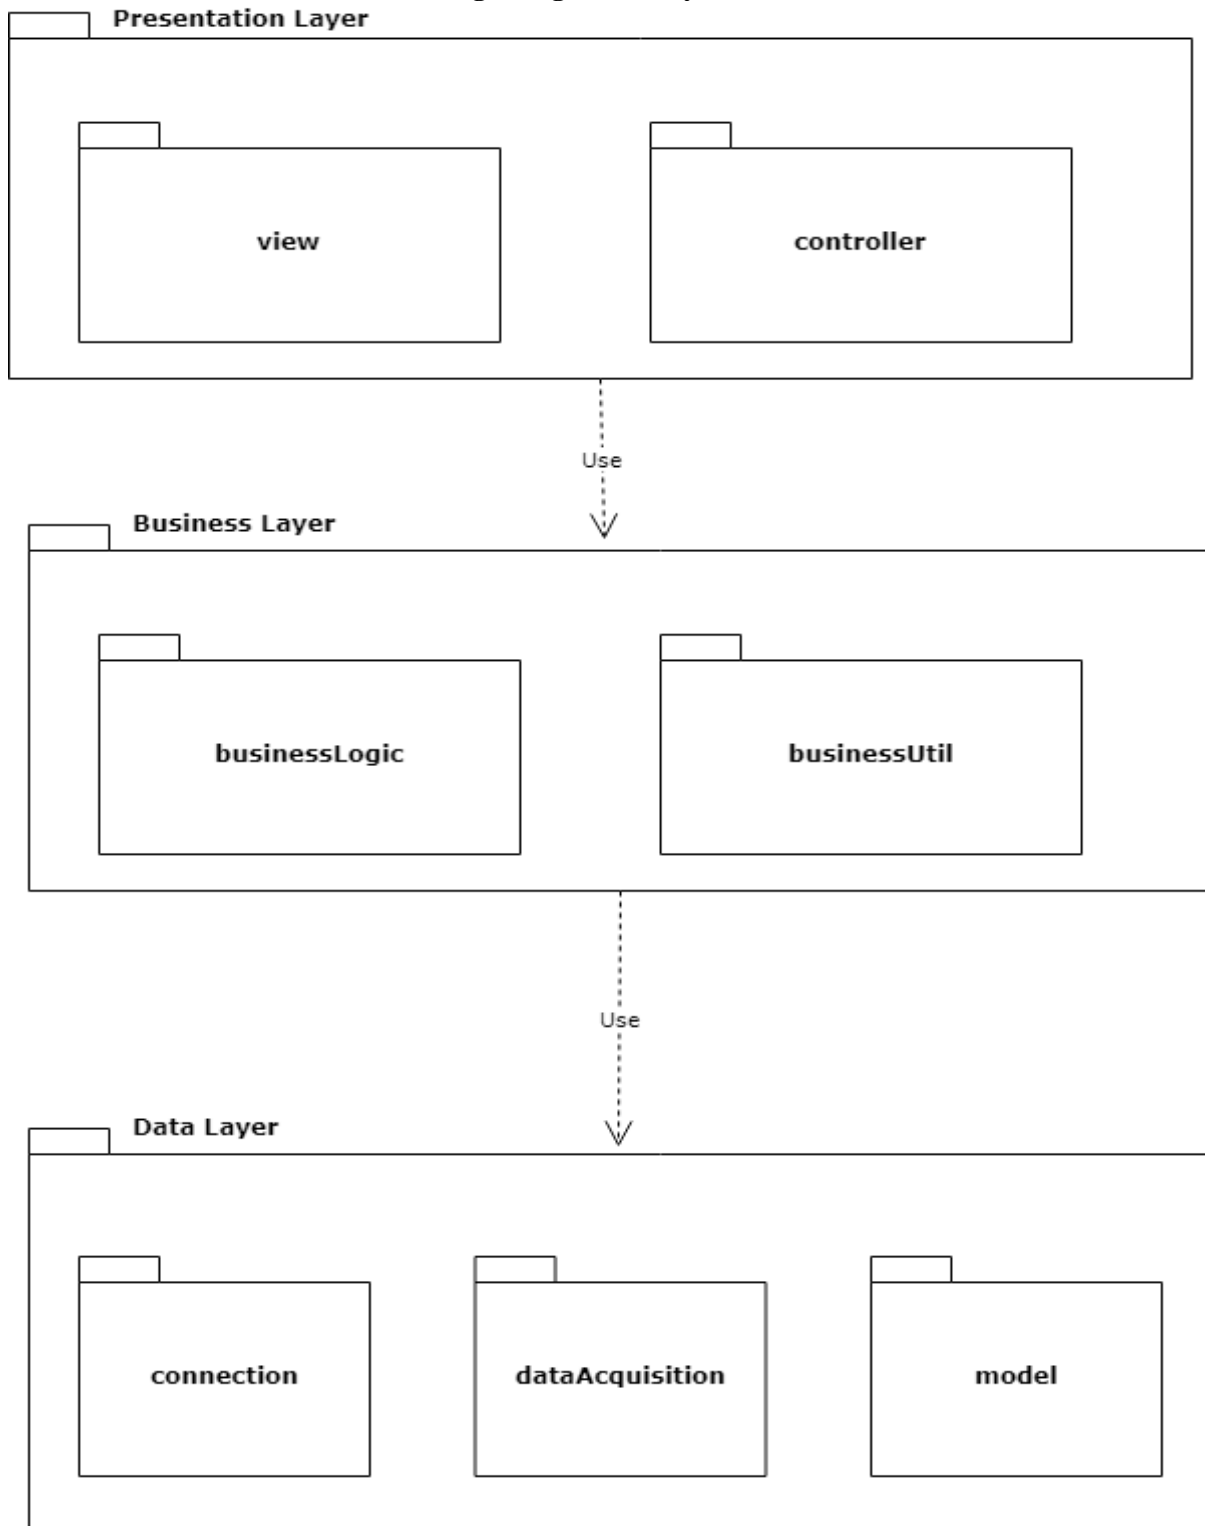 Presentation Layer
view
controller
Use
Business Layer
businessLogic
businessUtil
Use
Data Layer
connection
dataAcquisition
model